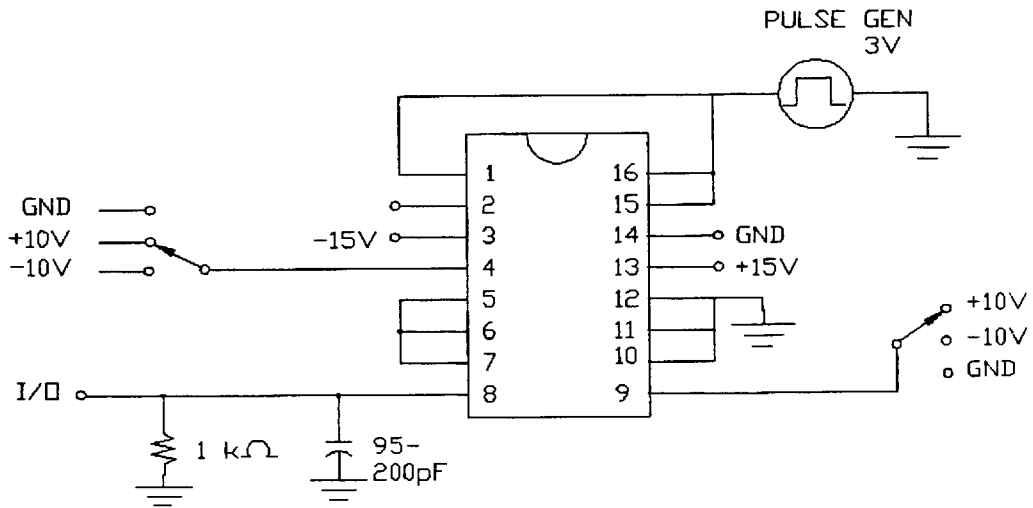 PULSE GEN
3V
1 16
GND 2 15
+10V -15V 3 14 GND
-10V 4 13 +15V
5 12
6 11
7 10
+10V
-10V
GND
I/O 8 9
1 kΩ
95-
200pF